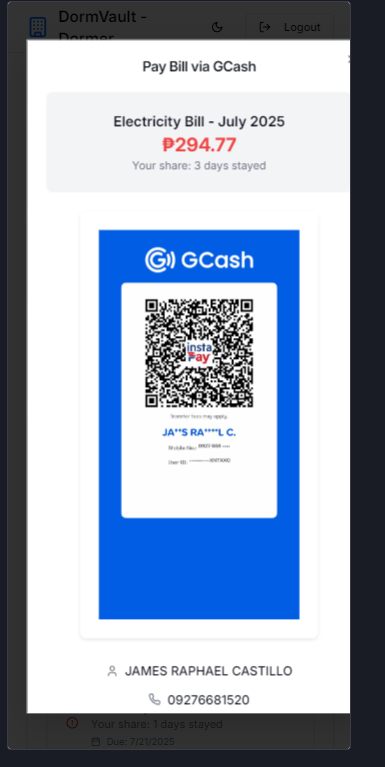 DormVault -
Dormer
Logout
Pay Bill via GCash
Electricity Bill - July 2025
₱294.77
Your share: 3 days stayed
GCash
insta
Pay
Transfer fees may apply.
JA**S RA****L C.
Mobile No.:
User ID:
JAMES RAPHAEL CASTILLO
09276681520
Your share: 1 days stayed
Due: 7/21/2025